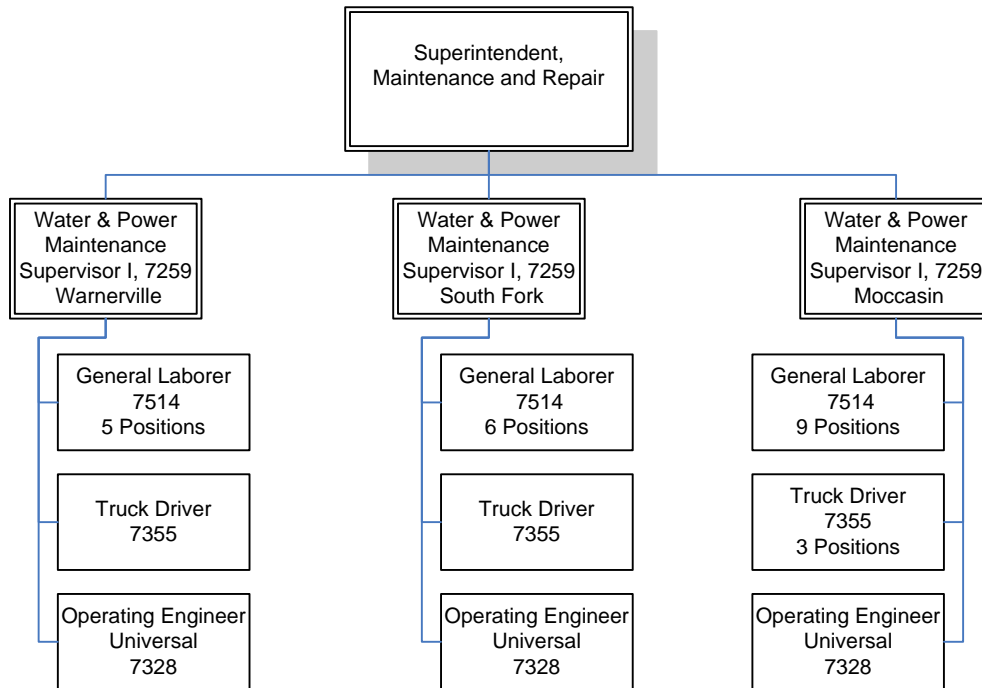 Superintendent,
Maintenance and Repair
Water & Power
Maintenance
Supervisor I, 7259
Warnerville
Water & Power
Maintenance
Supervisor I, 7259
South Fork
Water & Power
Maintenance
Supervisor I, 7259
Moccasin
General Laborer
7514
5 Positions
General Laborer
7514
6 Positions
General Laborer
7514
9 Positions
Truck Driver
7355
Truck Driver
7355
Truck Driver
7355
3 Positions
Operating Engineer
Universal
7328
Operating Engineer
Universal
7328
Operating Engineer
Universal
7328